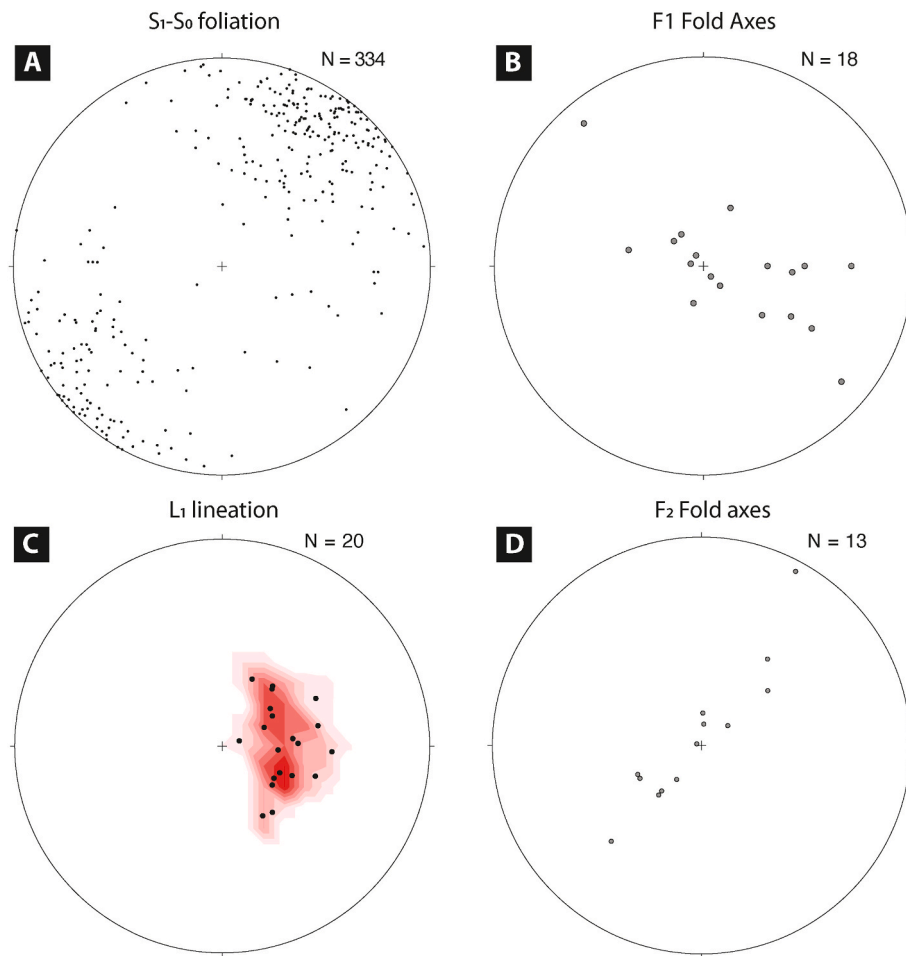 S₁-S₀ foliation
A
N = 334
F1 Fold Axes
B
N = 18
L₁ lineation
C
N = 20
F₂ Fold axes
D
N = 13